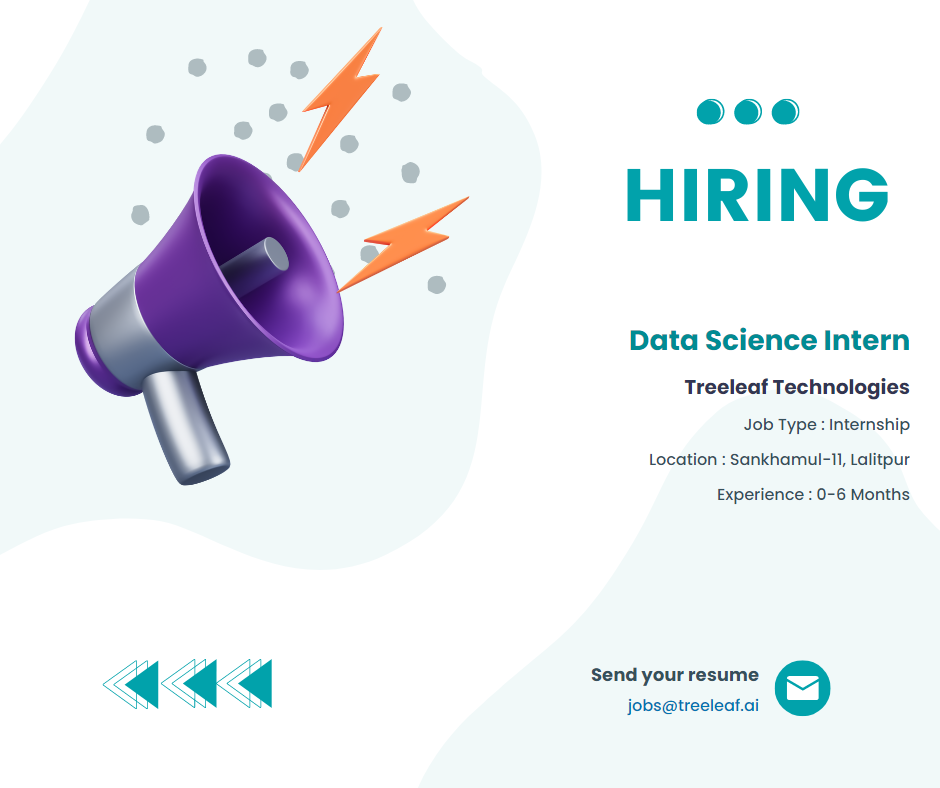 HIRING
Data Science Intern
Treeleaf Technologies
Job Type : Internship
Location : Sankhamul-11, Lalitpur
Experience : 0-6 Months
Send your resume
jobs@treeleaf.ai